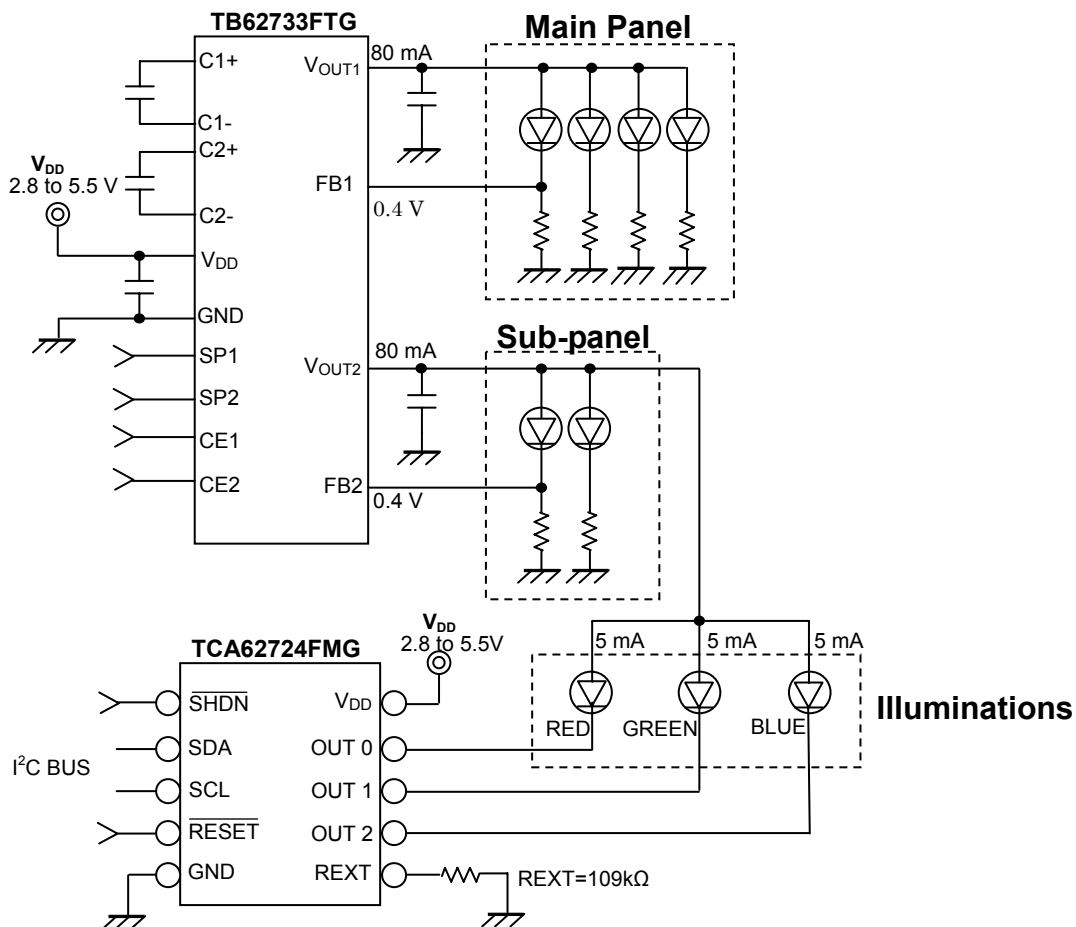 TB62733FTG
Main Panel
C1+
C1-
C2+
C2-
VDD
2.8 to 5.5 V
VDD
GND
SP1
SP2
CE1
CE2
VOUT1
80 mA
FB1
0.4 V
VOUT2
80 mA
FB2
0.4 V
Sub-panel
TCA62724FMG
VDD
2.8 to 5.5V
5 mA
5 mA
5 mA
RED
GREEN
BLUE
Illuminations
I²C BUS
SHDN
SDA
SCL
RESET
GND
VDD
OUT 0
OUT 1
OUT 2
REXT
REXT=109kΩ